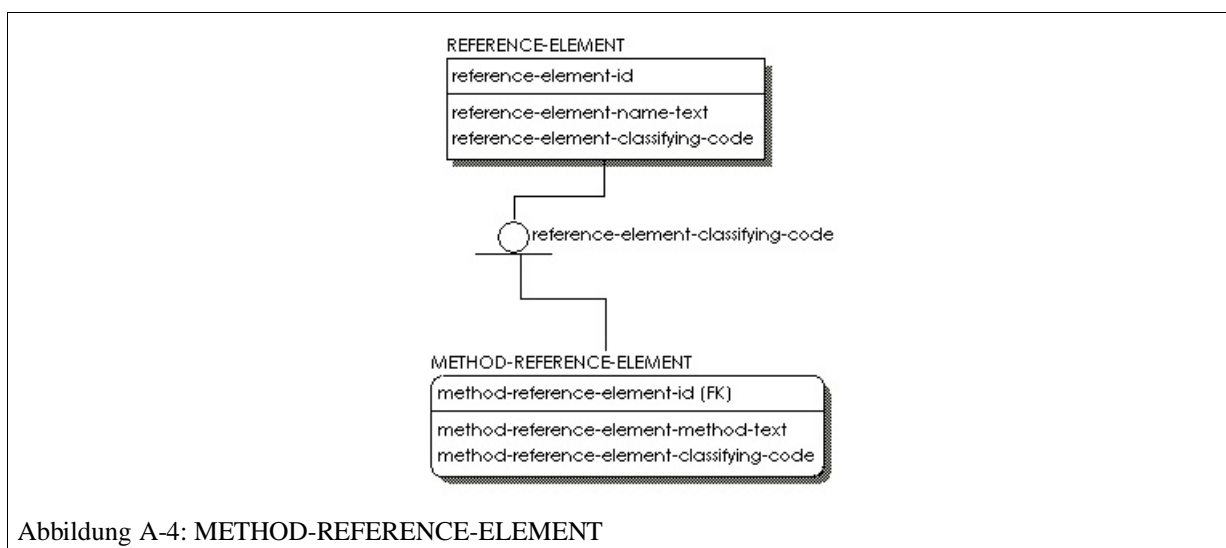 REFERENCE-ELEMENT
reference-element-id
reference-element-name-text
reference-element-classifying-code
reference-element-classifying-code
METHOD-REFERENCE-ELEMENT
method-reference-element-id (FK)
method-reference-element-method-text
method-reference-element-classifying-code
Abbildung A-4: METHOD-REFERENCE-ELEMENT